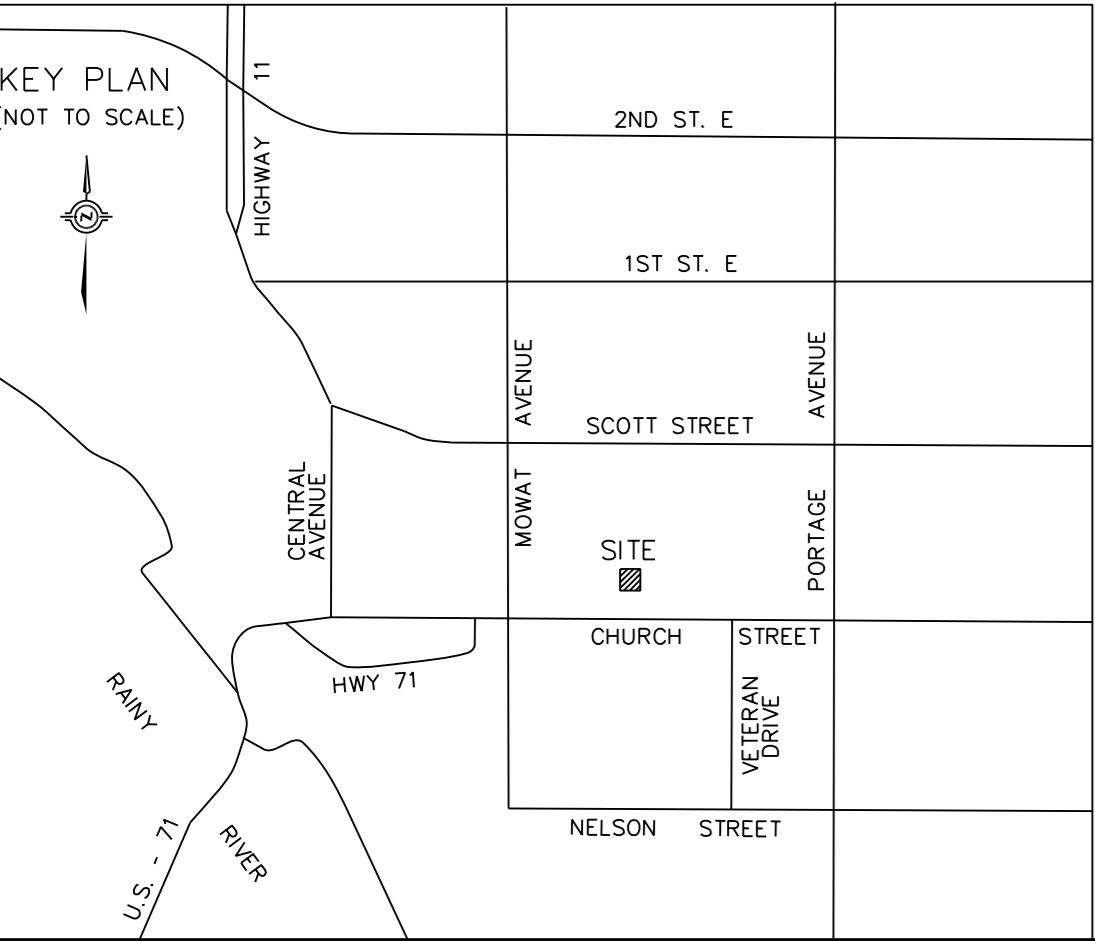 KEY PLAN
(NOT TO SCALE)
N
HIGHWAY 11
2ND ST. E
1ST ST. E
MOWAT AVENUE
PORTAGE AVENUE
SCOTT STREET
CENTRAL
AVENUE
SITE
CHURCH STREET
HWY 71
VETERAN
DRIVE
RAINY RIVER
NELSON STREET
U.S. - 71